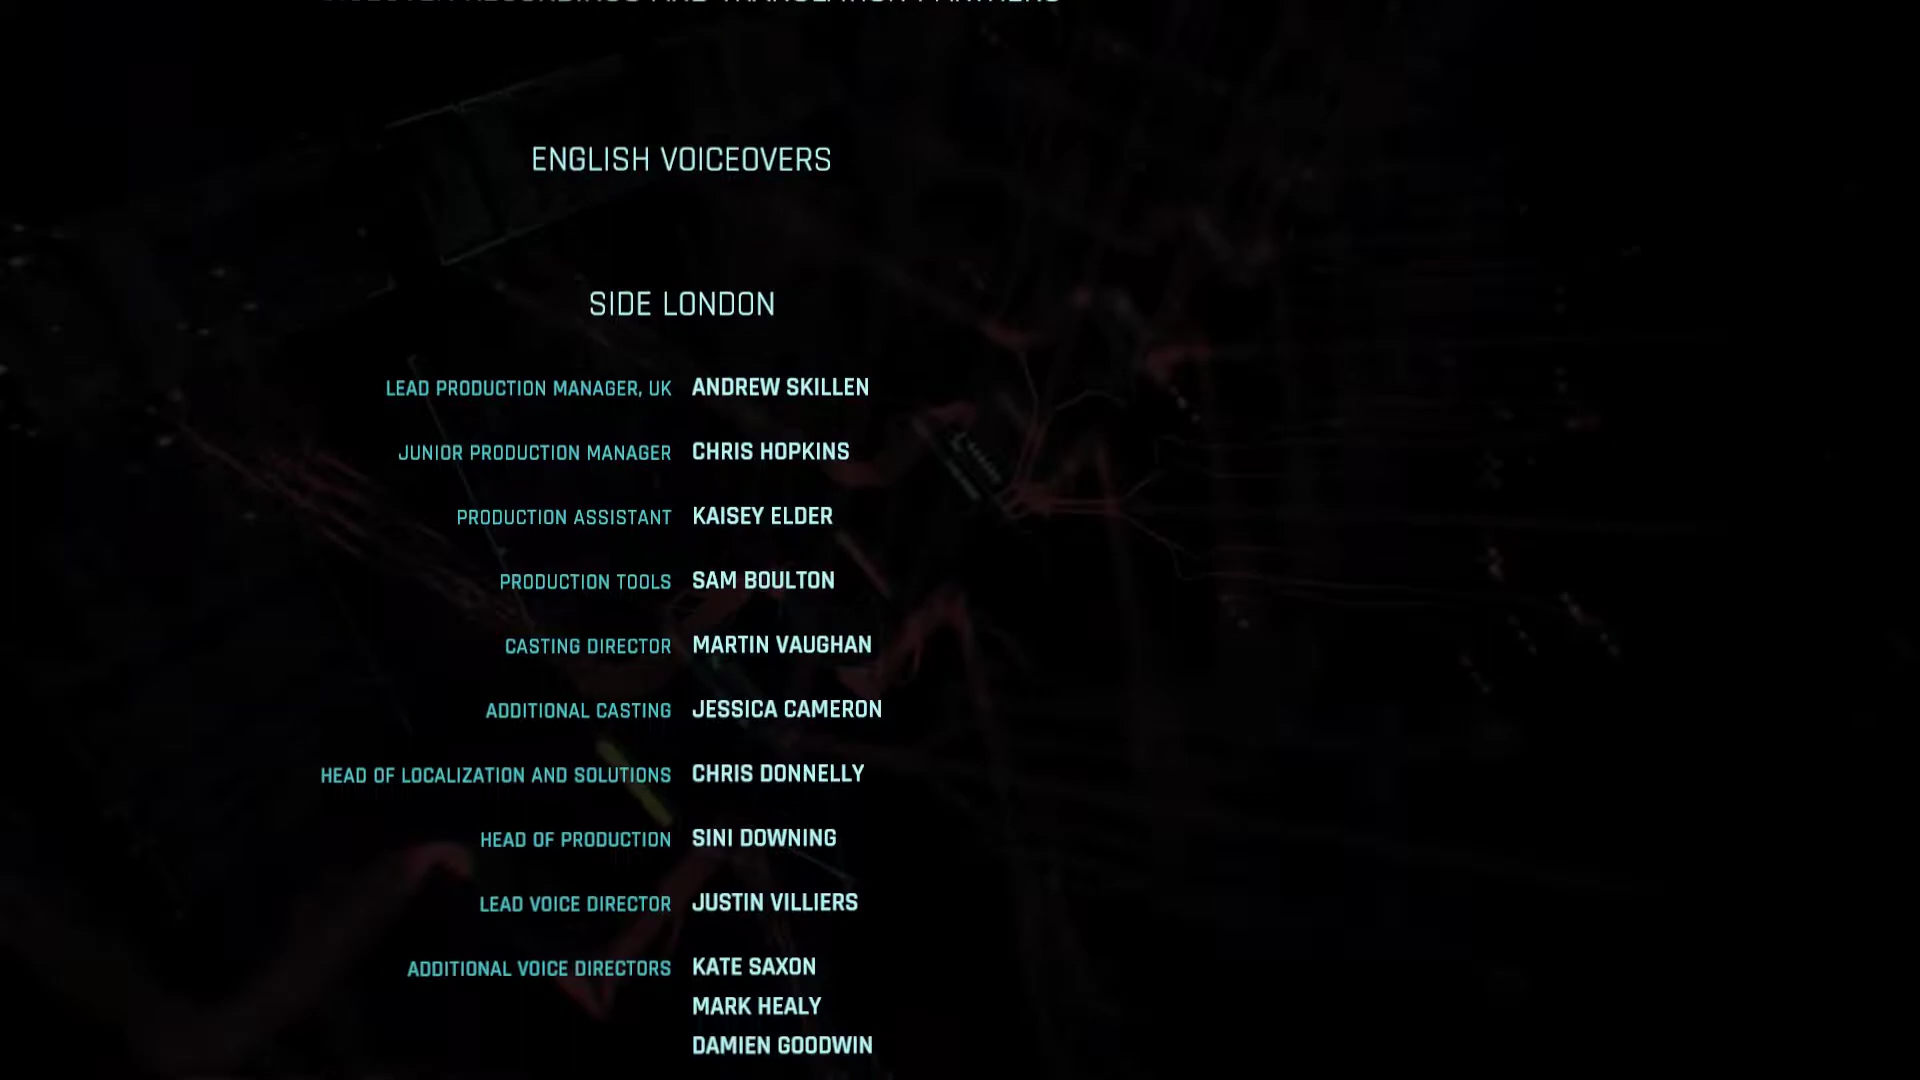 ENGLISH VOICEOVERS
SIDE LONDON
LEAD PRODUCTION MANAGER, UK ANDREW SKILLEN
JUNIOR PRODUCTION MANAGER CHRIS HOPKINS
PRODUCTION ASSISTANT KAISEY ELDER
PRODUCTION TOOLS SAM BOULTON
CASTING DIRECTOR MARTIN VAUGHAN
ADDITIONAL CASTING JESSICA CAMERON
HEAD OF LOCALIZATION AND SOLUTIONS CHRIS DONNELLY
HEAD OF PRODUCTION SINI DOWNING
LEAD VOICE DIRECTOR JUSTIN VILLIERS
ADDITIONAL VOICE DIRECTORS KATE SAXON
MARK HEALY
DAMIEN GOODWIN